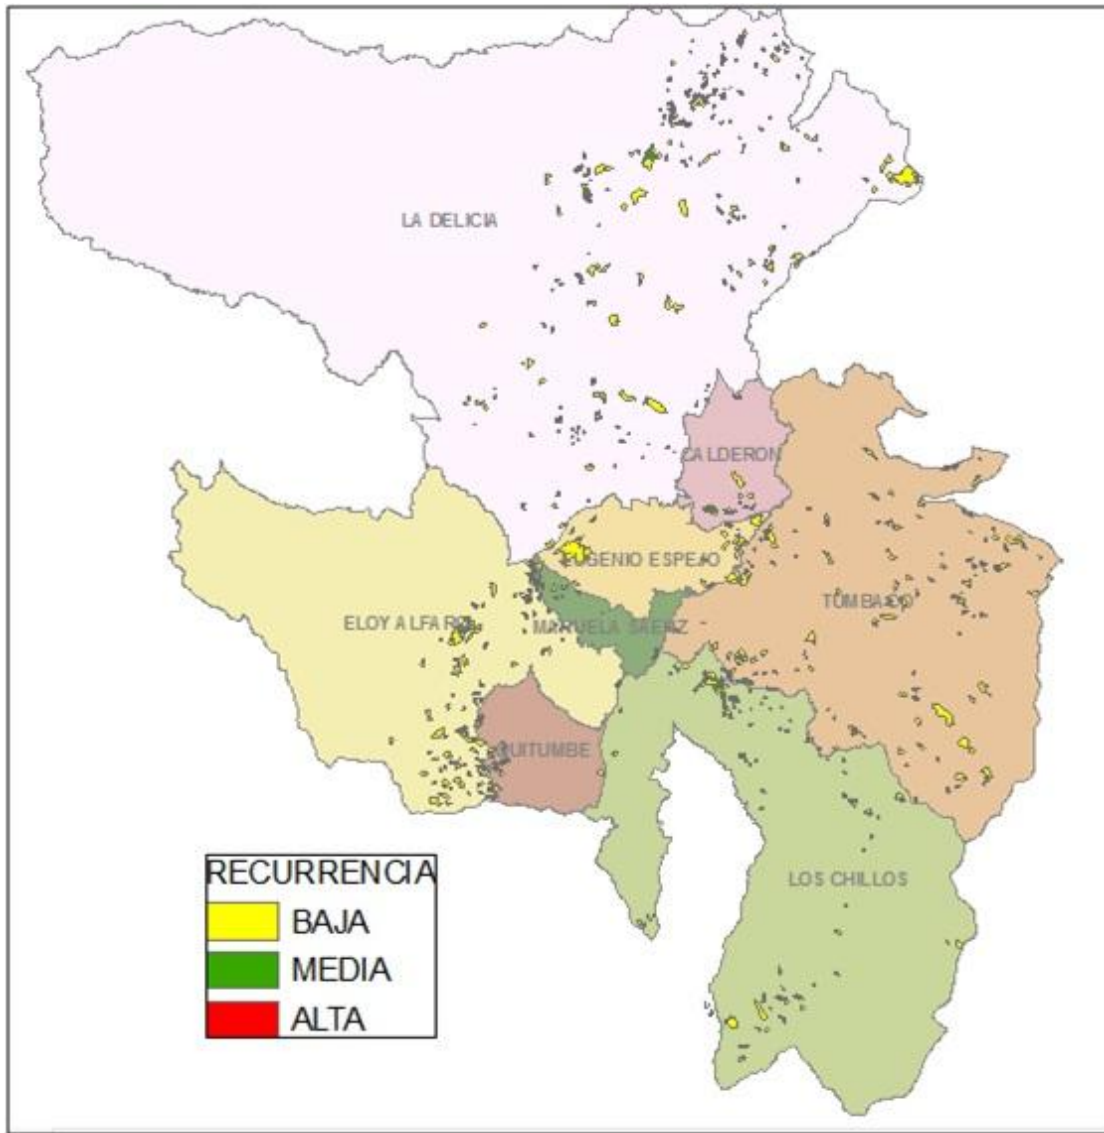 LA DELICIA
CALDERON
EUGENIO ESPEJO
TUMBACO
ELOY ALFARO
MANUELA SAENZ
QUITUMBE
LOS CHILLOS
RECURRENCIA
BAJA
MEDIA
ALTA